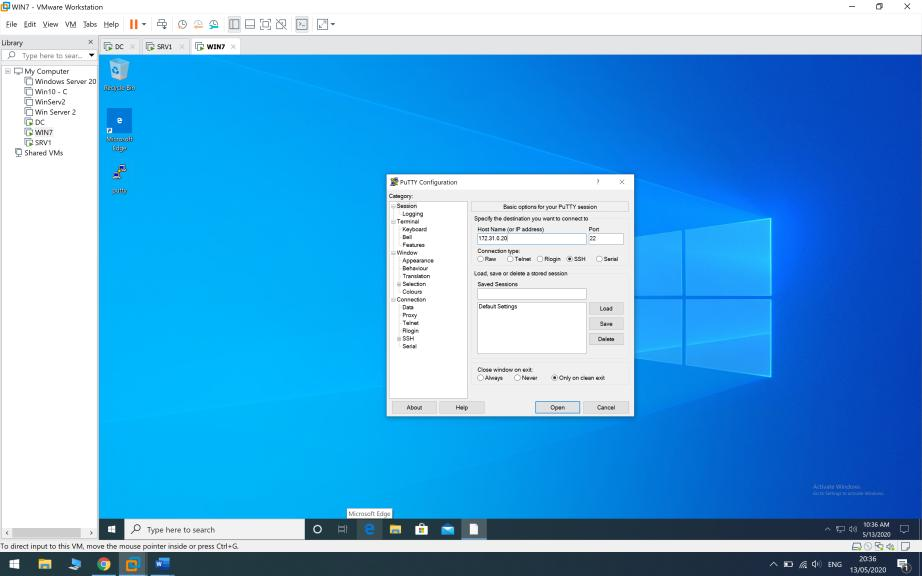 WIN7 - VMware Workstation
File Edit View VM Tabs Help
Library
Type here to sear...
DC
SRV1
WIN7
My Computer
Windows Server 20
Win10 - C
WinServ2
Win Server 2
DC
WIN7
SRV1
Shared VMs
Recycle Bin
Microsoft
Edge
putty
PuTTY Configuration
Category:
Session
Logging
Terminal
Keyboard
Bell
Features
Window
Appearance
Behaviour
Translation
Selection
Colours
Connection
Data
Proxy
Telnet
Rlogin
SSH
Serial
Basic options for your PuTTY session
Specify the destination you want to connect to
Host Name (or IP address) Port
172.31.0.20 22
Connection type:
Raw Telnet Rlogin SSH Serial
Load, save or delete a stored session
Saved Sessions
Default Settings
Load
Save
Delete
Close window on exit:
Always Never Only on clean exit
About Help Open Cancel
Activate Windows
Go to Settings to activate Windows.
Microsoft Edge
Type here to search
10:36 AM
5/13/2020
To direct input to this VM, move the mouse pointer inside or press Ctrl+G.
ENG
20:36
13/05/2020